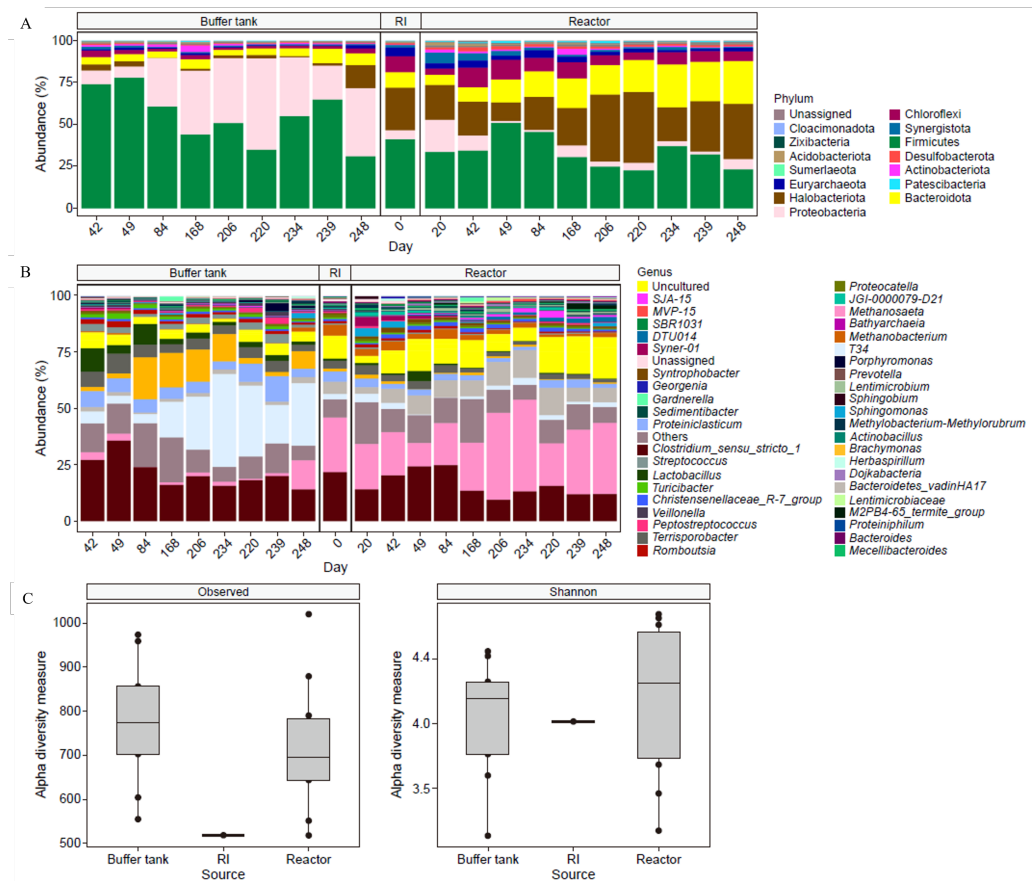 A
Buffer tank RI Reactor
Abundance (%)
100
75
50
25
0
42 49 84 168 206 220 234 239 248 0 20 42 49 84 168 206 220 234 239 248
Day
Phylum
Unassigned
Cloacimonadota
Zixibacteria
Acidobacteriota
Sumerlaeota
Euryarchaeota
Halobacteriota
Proteobacteria
Chloroflexi
Synergistota
Firmicutes
Desulfobacterota
Actinobacteriota
Patescibacteria
Bacteroidota
B
Buffer tank RI Reactor
Abundance (%)
100
75
50
25
0
42 49 84 168 206 234 220 239 248 0 20 42 49 84 168 206 234 220 239 248
Day
Genus
Uncultured
SJA-15
MVP-15
SBR1031
DTU014
Syner-01
Unassigned
Syntrophobacter
Georgenia
Gardnerella
Sedimentibacter
Proteiniclasticum
Others
Clostridium_sensu_stricto_1
Streptococcus
Lactobacillus
Turicibacter
Christensenellaceae_R-7_group
Veillonella
Peptostreptococcus
Terrisporobacter
Romboutsia
Proteocatella
JGI-0000079-D21
Methanosaeta
Bathyarchaeia
Methanobacterium
T34
Porphyromonas
Prevotella
Lentimicrobium
Sphingobium
Sphingomonas
Methylobacterium-Methylorubrum
Actinobacillus
Brachymonas
Herbaspirillum
Dojkabacteria
Bacteroidetes_vadinHA17
Lentimicrobiaceae
M2PB4-65_termite_group
Proteiniphilum
Bacteroides
Mecellibacteroides
C
Observed
Alpha diversity measure
1000
900
800
700
600
500
Buffer tank RI Reactor
Source
Shannon
Alpha diversity measure
4.4
4.0
3.5
Buffer tank RI Reactor
Source